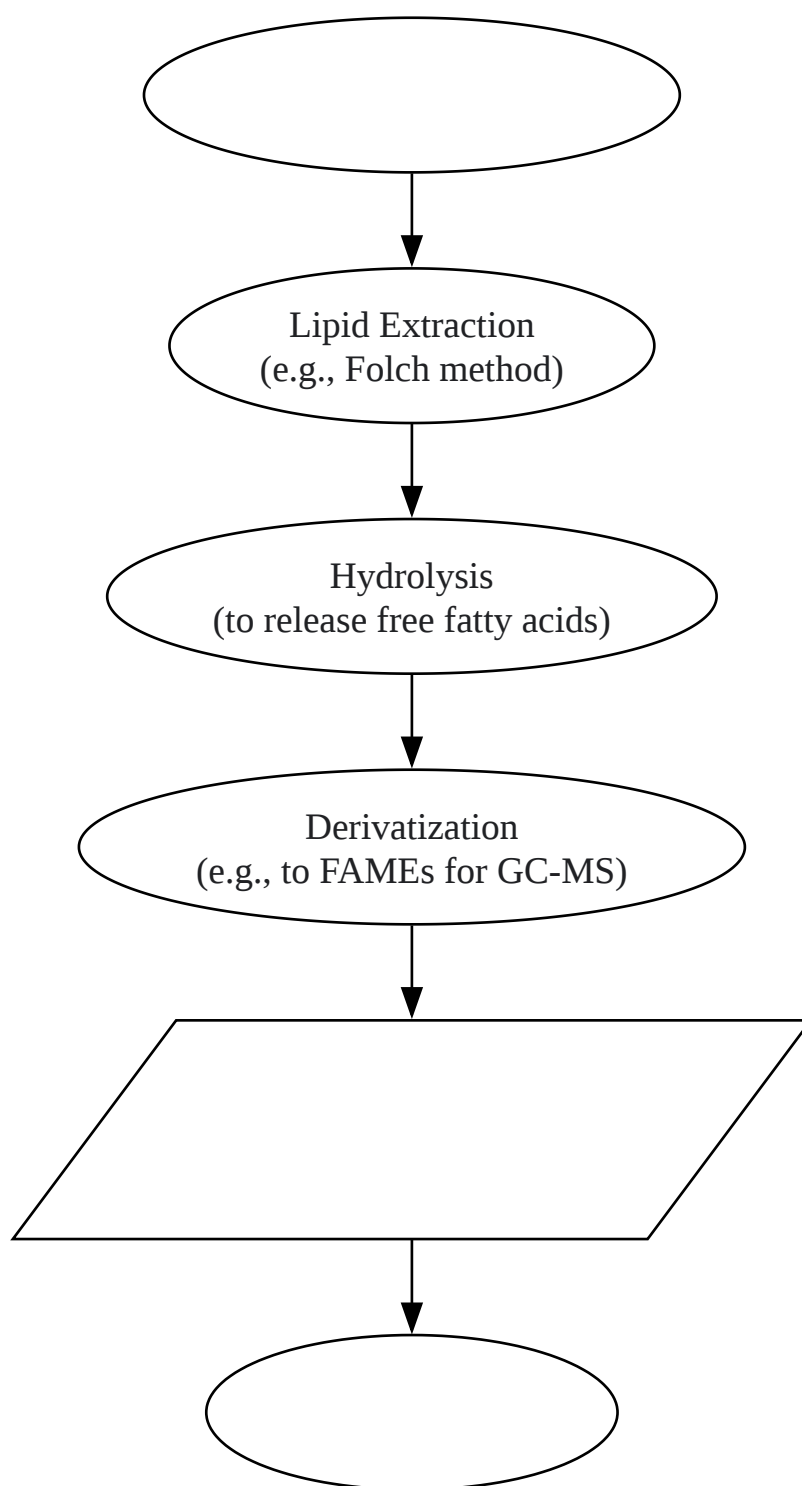 Lipid Extraction
(e.g., Folch method)
Hydrolysis
(to release free fatty acids)
Derivatization
(e.g., to FAMEs for GC-MS)